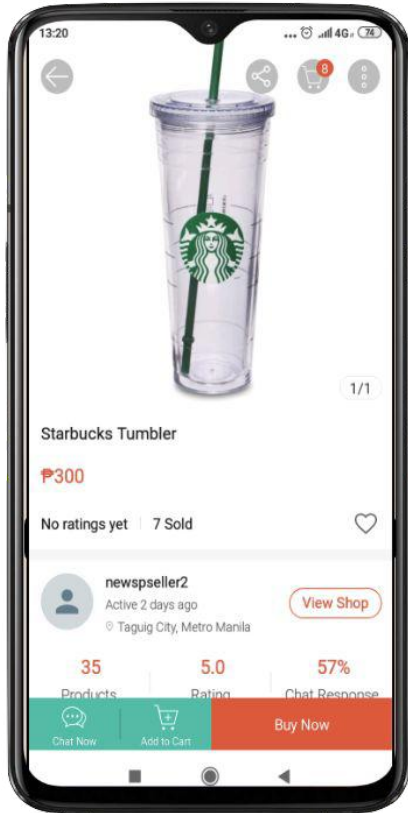 13:20
... 4G 74
8
1/1
Starbucks Tumbler
₱300
No ratings yet 7 Sold
newspseller2
Active 2 days ago
View Shop
Taguig City, Metro Manila
35 5.0 57%
Products Rating Chat Response
Chat Now Add to Cart Buy Now